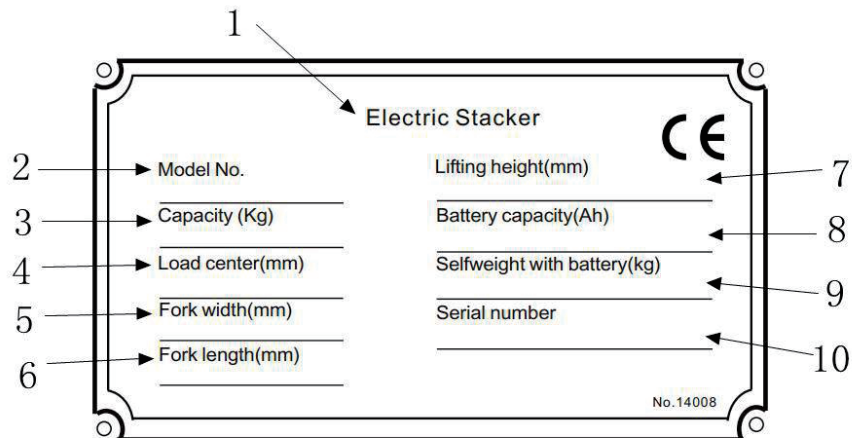 1
Electric Stacker
CE
2 Model No.
Lifting height(mm) 7
3 Capacity (Kg)
Battery capacity(Ah) 8
4 Load center(mm)
Selfweight with battery(kg) 9
5 Fork width(mm)
Serial number 10
6 Fork length(mm)
No.14008